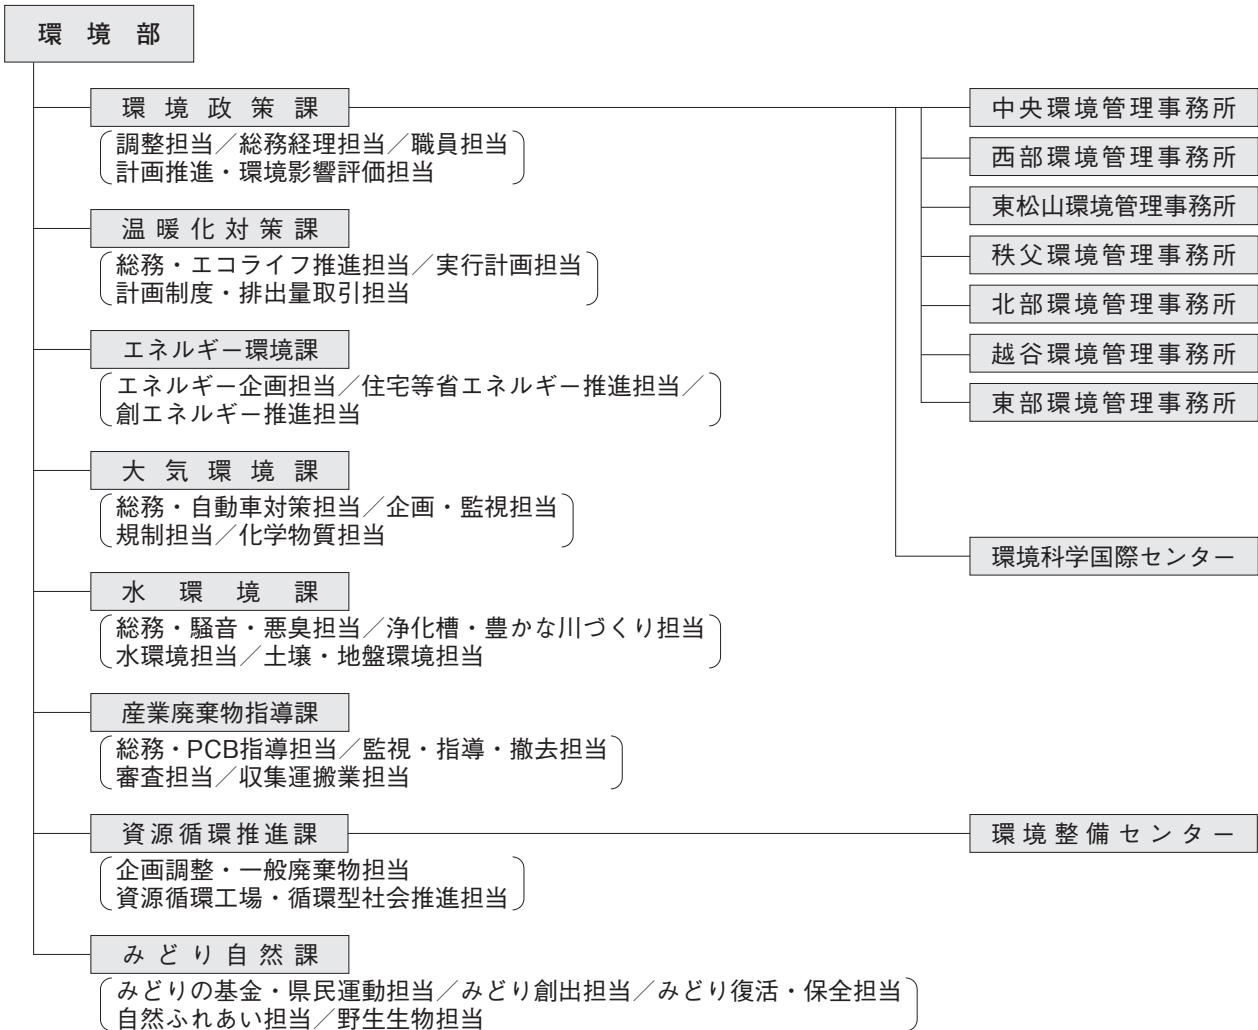 環境部
環境政策課
調整担当／総務経理担当／職員担当
計画推進・環境影響評価担当
温暖化対策課
総務・エコライフ推進担当／実行計画担当
計画制度・排出量取引担当
エネルギー環境課
エネルギー企画担当／住宅等省エネルギー推進担当／
創エネルギー推進担当
大気環境課
総務・自動車対策担当／企画・監視担当
規制担当／化学物質担当
水環境課
総務・騒音・悪臭担当／浄化槽・豊かな川づくり担当
水環境担当／土壌・地盤環境担当
産業廃棄物指導課
総務・PCB指導担当／監視・指導・撤去担当
審査担当／収集運搬業担当
資源循環推進課
企画調整・一般廃棄物担当
資源循環工場・循環型社会推進担当
みどり自然課
みどりの基金・県民運動担当／みどり創出担当／みどり復活・保全担当
自然ふれあい担当／野生生物担当
中央環境管理事務所
西部環境管理事務所
東松山環境管理事務所
秩父環境管理事務所
北部環境管理事務所
越谷環境管理事務所
東部環境管理事務所
環境科学国際センター
環境整備センター